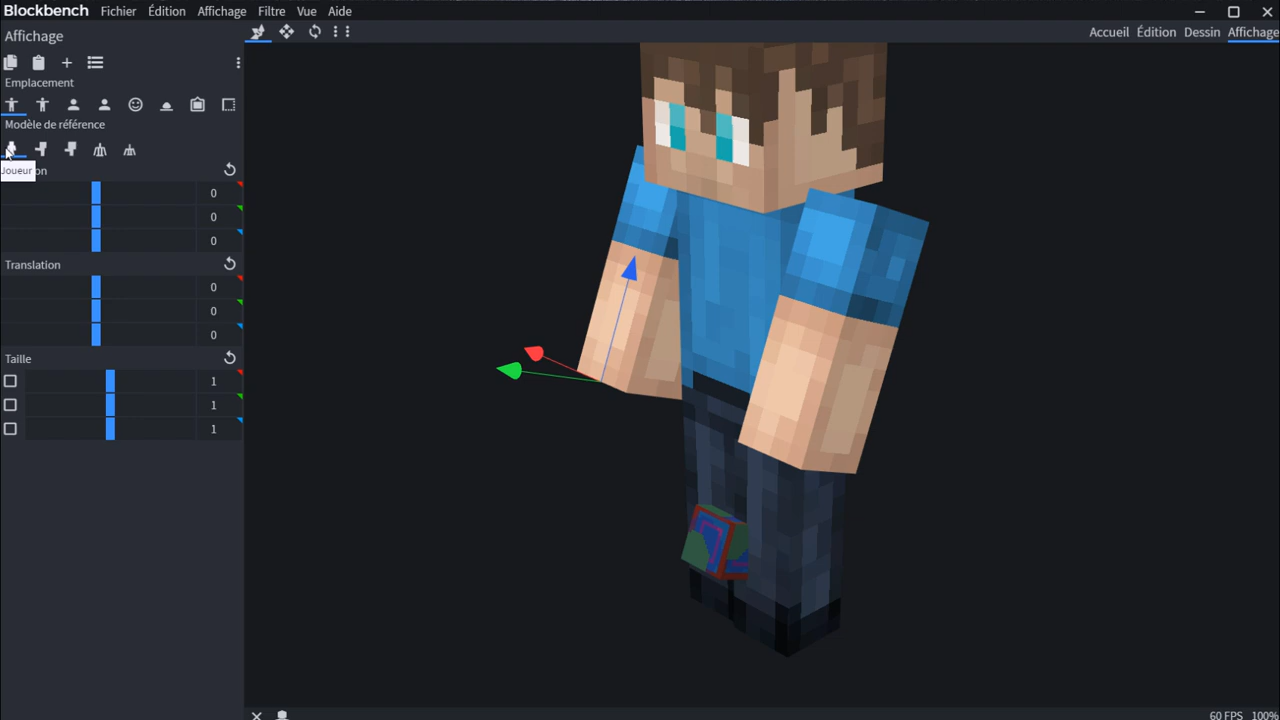 Blockbench Fichier Édition Affichage Filtre Vue Aide
Affichage
Accueil Édition Dessin Affichage
Emplacement
Modèle de référence
Joueur
0
0
0
Translation
0
0
0
Taille
1
1
1
60 FPS 100%